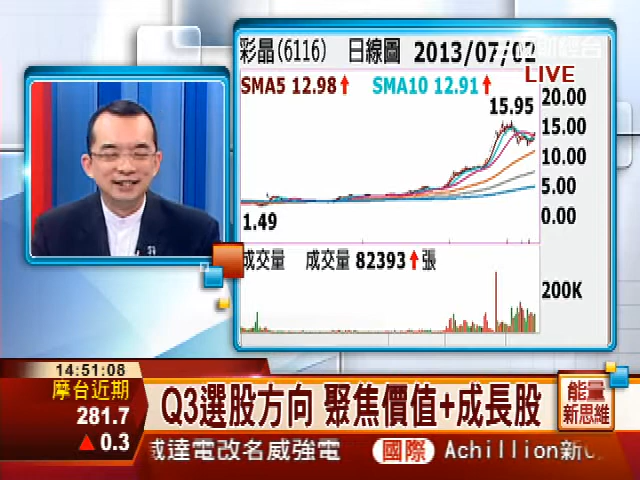 彩晶(6116) 日線圖 2013/07/02
LIVE
SMA5 12.98↑ SMA10 12.91↑
15.95
20.00
15.00
10.00
5.00
0.00
1.49
成交量 成交量 82393↑張
200K
14:51:08
摩台近期
281.7
▲0.3
Q3選股方向 聚焦價值+成長股
能量
新思維
威達電改名威強電 國際 Achillion新